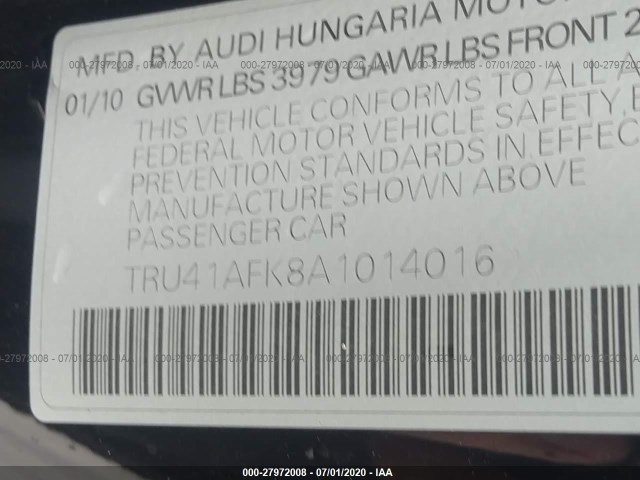 MFD. BY AUDI HUNGARIA
01/10 GVWR LBS 3979 GAWR LBS FRONT
THIS VEHICLE CONFORMS TO ALL
FEDERAL MOTOR VEHICLE SAFETY,
PREVENTION STANDARDS IN EFFEC
MANUFACTURE SHOWN ABOVE
PASSENGER CAR
TRU41AFK8A1014016
000-27972008 - 07/01/2020 - IAA